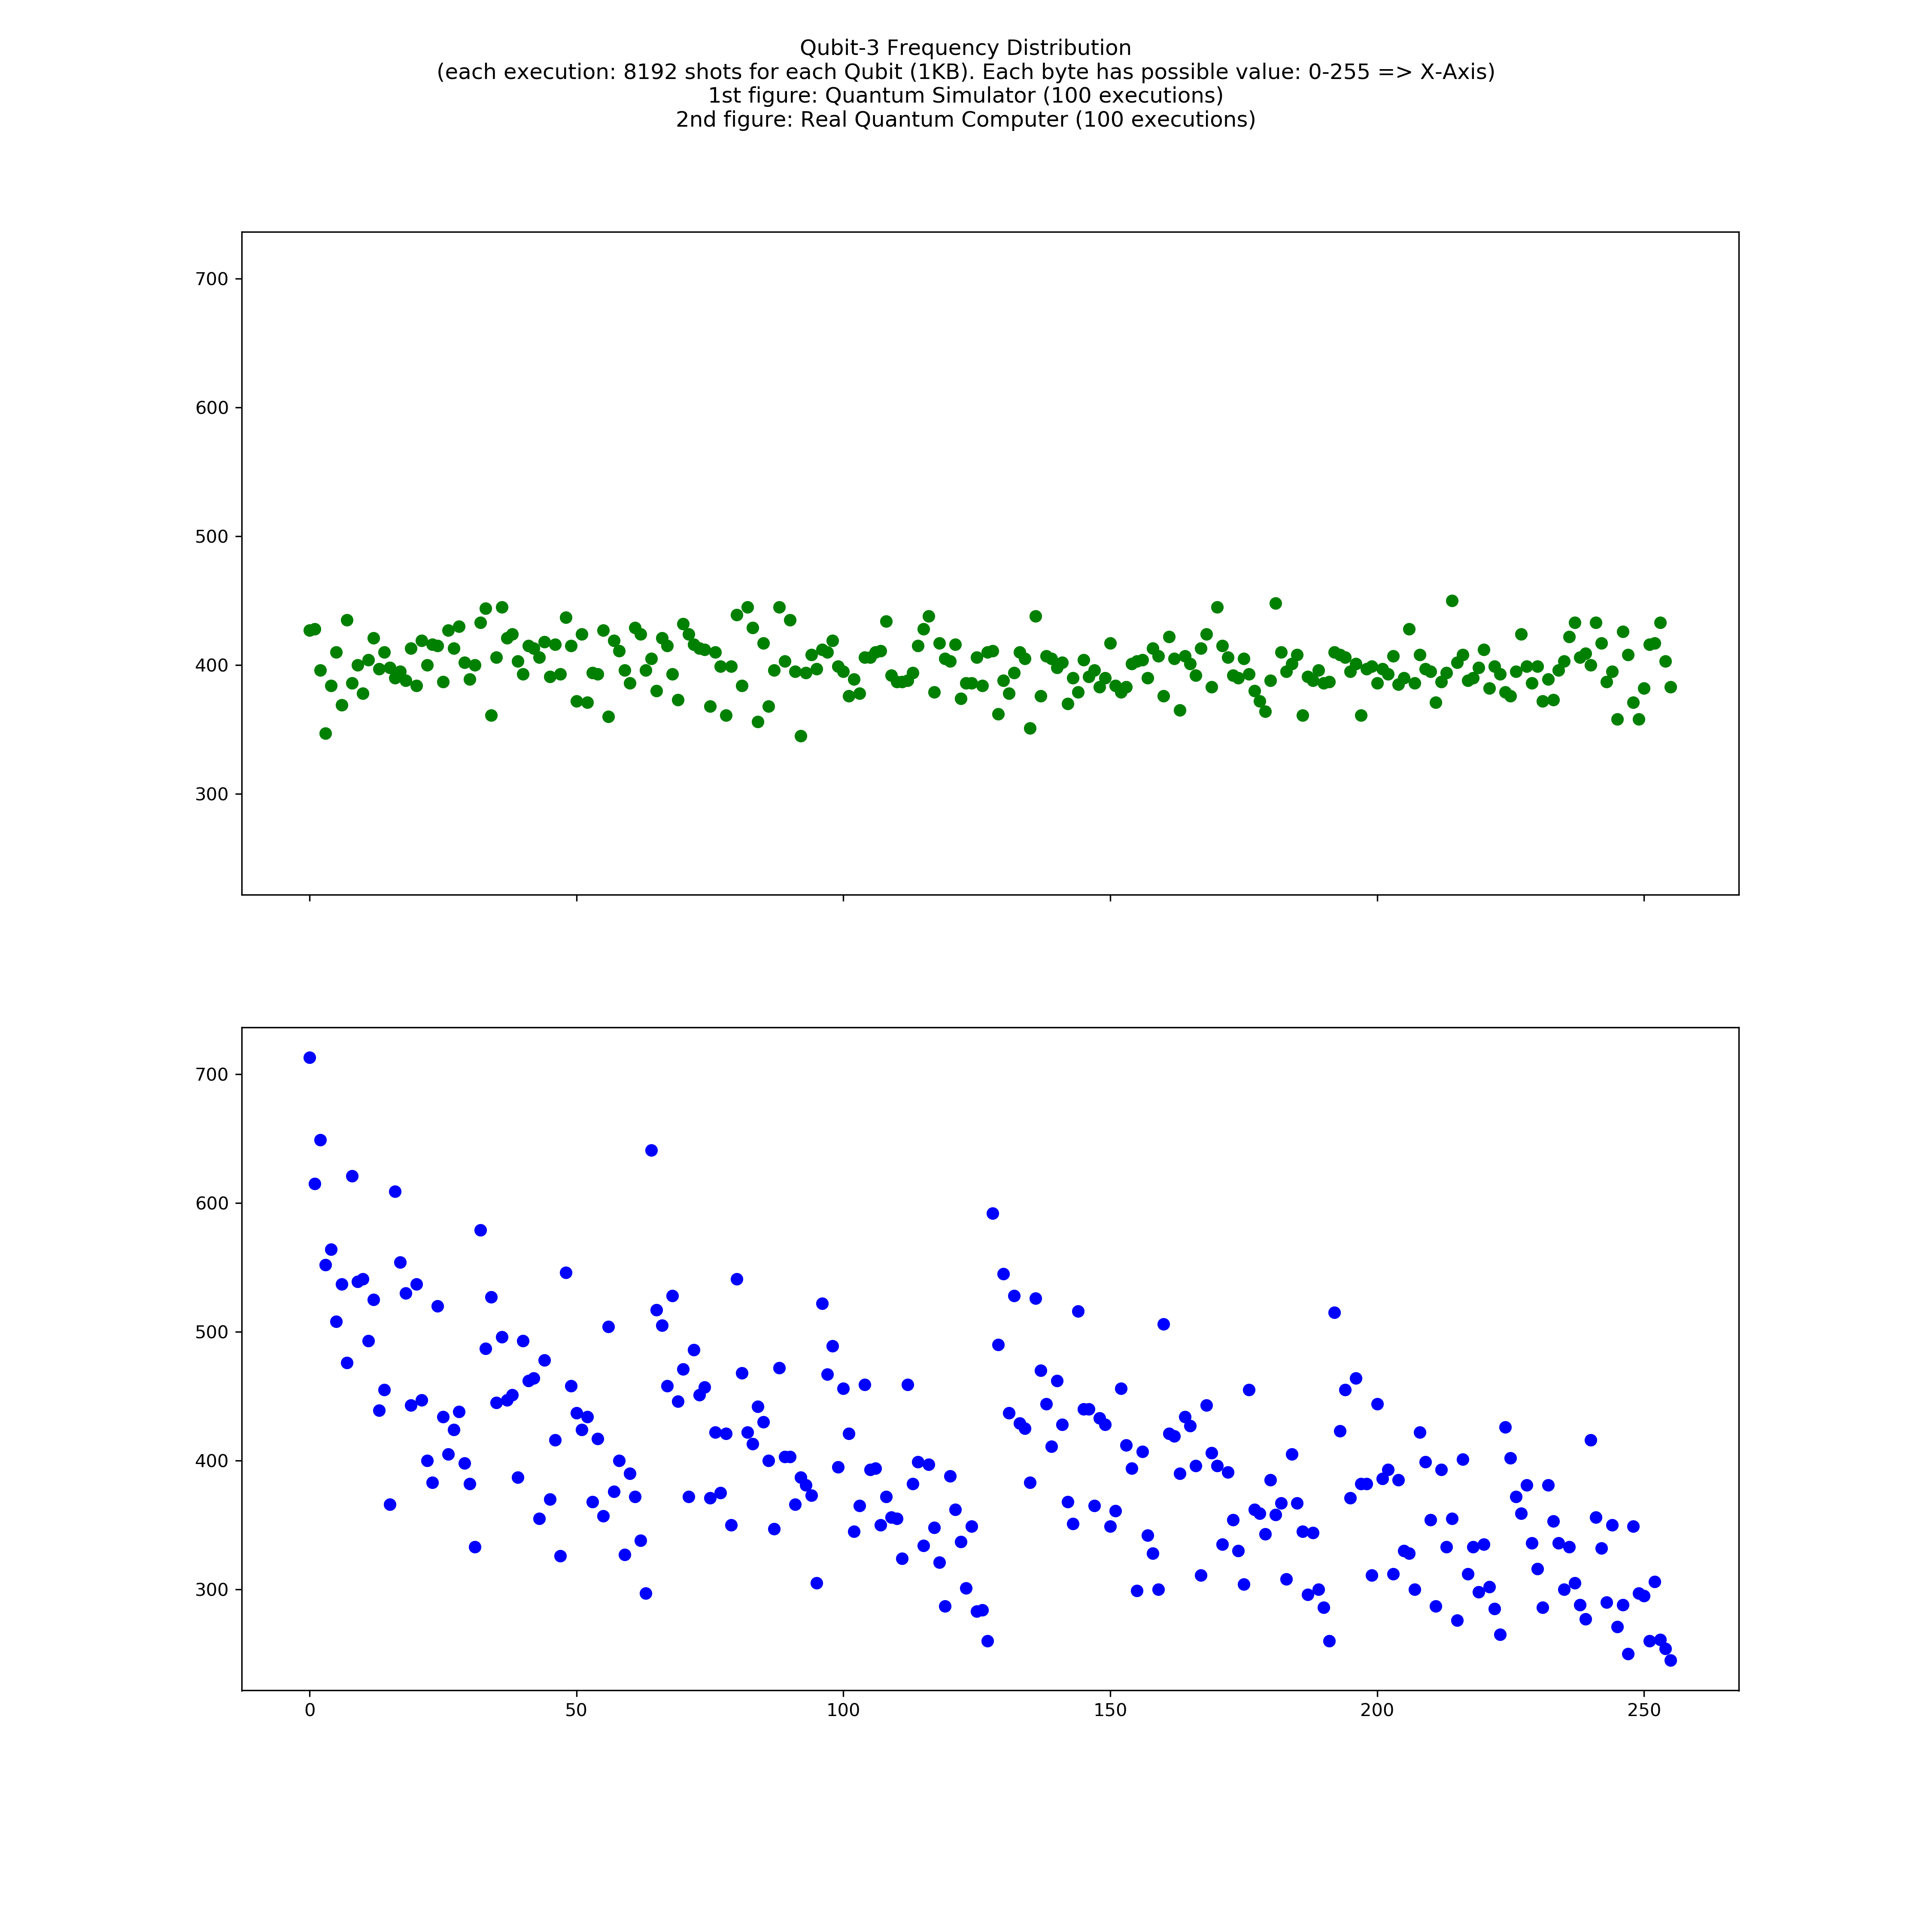 Qubit-3 Frequency Distribution
(each execution: 8192 shots for each Qubit (1KB). Each byte has possible value: 0-255 => X-Axis)
1st figure: Quantum Simulator (100 executions)
2nd figure: Real Quantum Computer (100 executions)
700
600
500
400
300
700
600
500
400
300
0 50 100 150 200 250